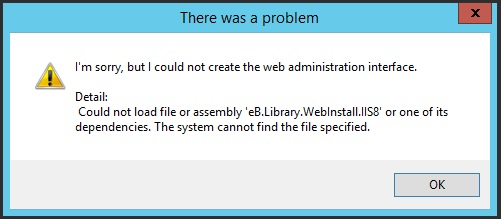 There was a problem
x
I'm sorry, but I could not create the web administration interface.
Detail:
Could not load file or assembly 'eB.Library.WebInstall.IIS8' or one of its
dependencies. The system cannot find the file specified.
OK